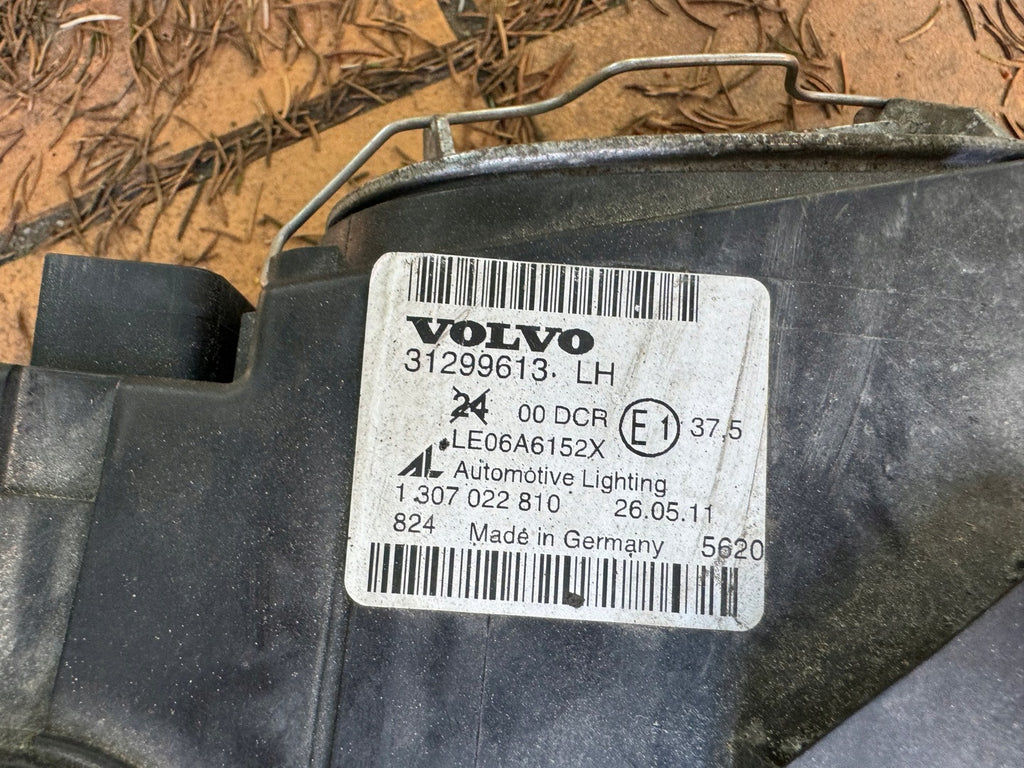 VOLVO
31299613. LH
24 00 DCR E1 37,5
LE06A6152X
AL Automotive Lighting
1 307 022 810 26.05.11
824 Made in Germany 5620